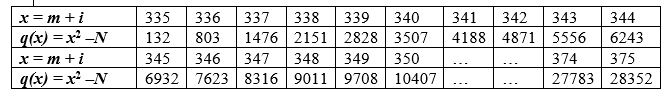 x = m + i 335 336 337 338 339 340 341 342 343 344
q(x) = x² –N 132 803 1476 2151 2828 3507 4188 4871 5556 6243
x = m + i 345 346 347 348 349 350 … … 374 375
q(x) = x² –N 6932 7623 8316 9011 9708 10407 … … 27783 28352